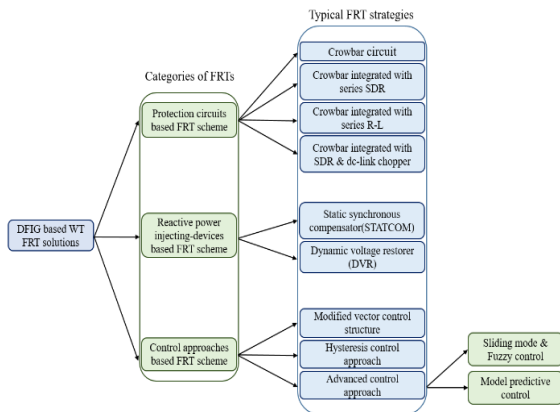 Typical FRT strategies
Categories of FRTs
Crowbar circuit
Crowbar integrated with
series SDR
Crowbar integrated with
series R-L
Crowbar integrated with
SDR & dc-link chopper
Protection circuits
based FRT scheme
DFIG based WT
FRT solutions
Reactive power
injecting-devices
based FRT scheme
Static synchronous
compensator(STATCOM)
Dynamic voltage restorer
(DVR)
Control approaches
based FRT scheme
Modified vector control
structure
Hysteresis control
approach
Advanced control
approach
Sliding mode &
Fuzzy control
Model predictive
control